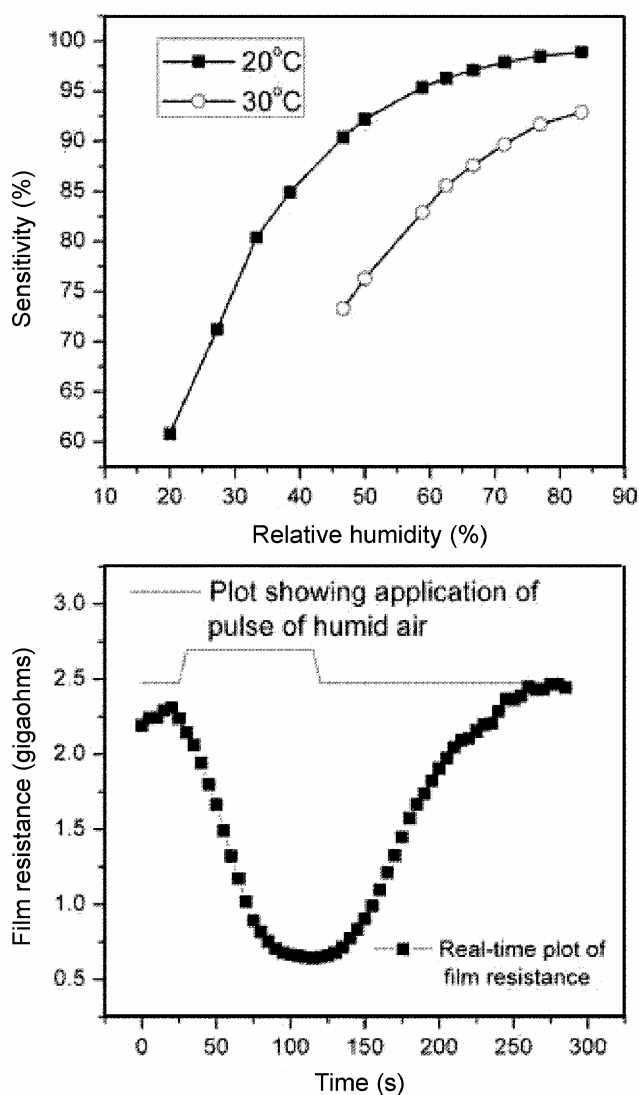 100
95
90
85
80
75
70
65
60
Sensitivity (%)
20°C
30°C
10 20 30 40 50 60 70 80 90
Relative humidity (%)
3.0
2.5
2.0
1.5
1.0
0.5
Film resistance (gigaohms)
Plot showing application of
pulse of humid air
Real-time plot of
film resistance
0 50 100 150 200 250 300
Time (s)